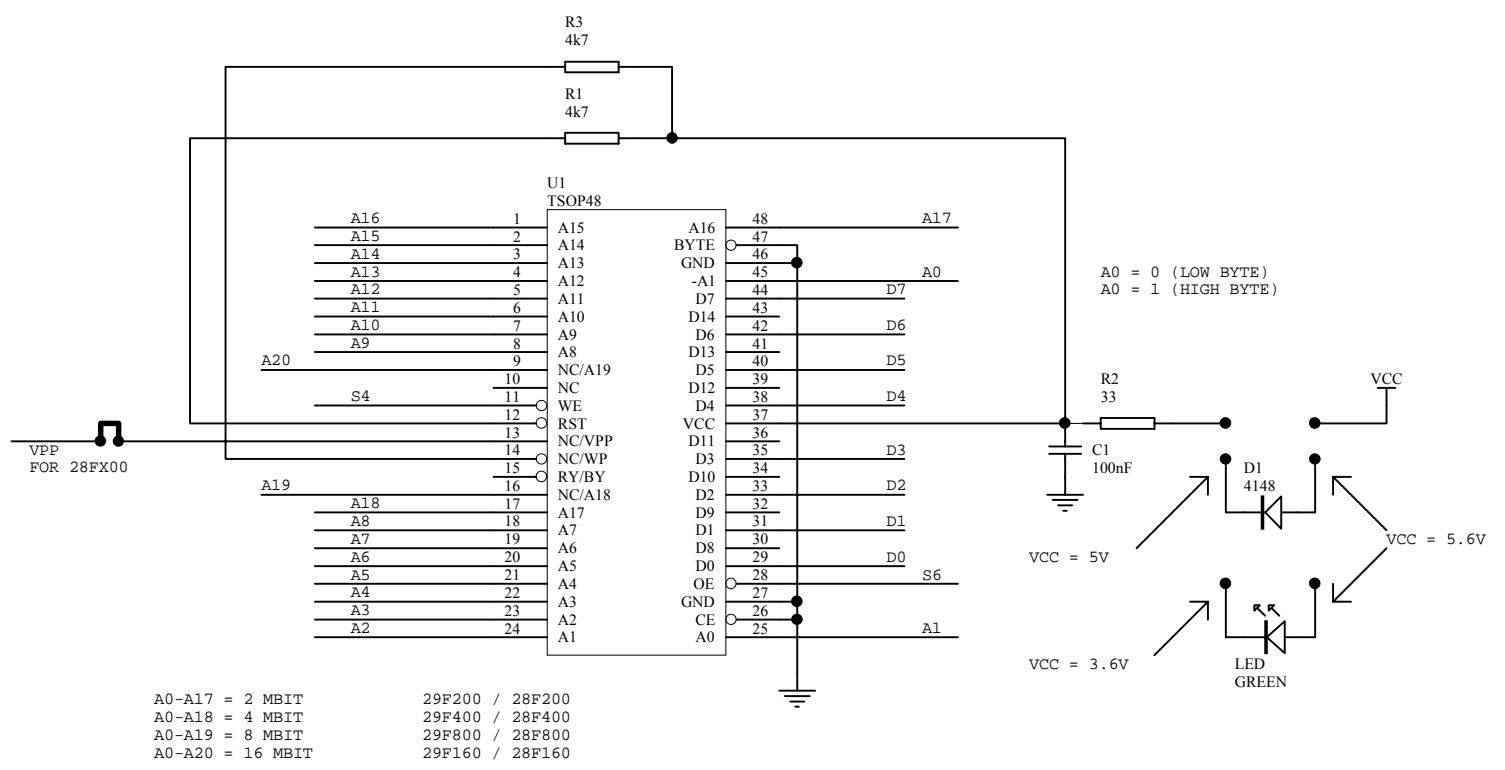 R3
4k7
R1
4k7
U1
TSOP48
A16 1 A15 A16 48 A17
A15 2 A14 BYTE 47
A14 3 A13 GND 46
A13 4 A12 -A1 45 A0
A12 5 A11 D7 44 D7
A11 6 A10 D14 43
A10 7 A9 D6 42 D6
A9 8 A8 D13 41
A20 9 NC/A19 D5 40 D5
10 NC D12 39
S4 11 WE D4 38 D4
12 RST VCC 37
13 NC/VPP D11 36
14 NC/WP D3 35 D3
15 RY/BY D10 34
A19 16 NC/A18 D2 33 D2
A18 17 A17 D9 32
A8 18 A7 D1 31 D1
A7 19 A6 D8 30
A6 20 A5 D0 29 D0
A5 21 A4 OE 28 S6
A4 22 A3 GND 27
A3 23 A2 CE 26
A2 24 A1 A0 25 A1
VPP
FOR 28FX00
A0 = 0 (LOW BYTE)
A0 = 1 (HIGH BYTE)
R2
33
VCC
C1
100nF
D1
4148
VCC = 5V
VCC = 5.6V
VCC = 3.6V
LED
GREEN
A0-A17 = 2 MBIT 29F200 / 28F200
A0-A18 = 4 MBIT 29F400 / 28F400
A0-A19 = 8 MBIT 29F800 / 28F800
A0-A20 = 16 MBIT 29F160 / 28F160